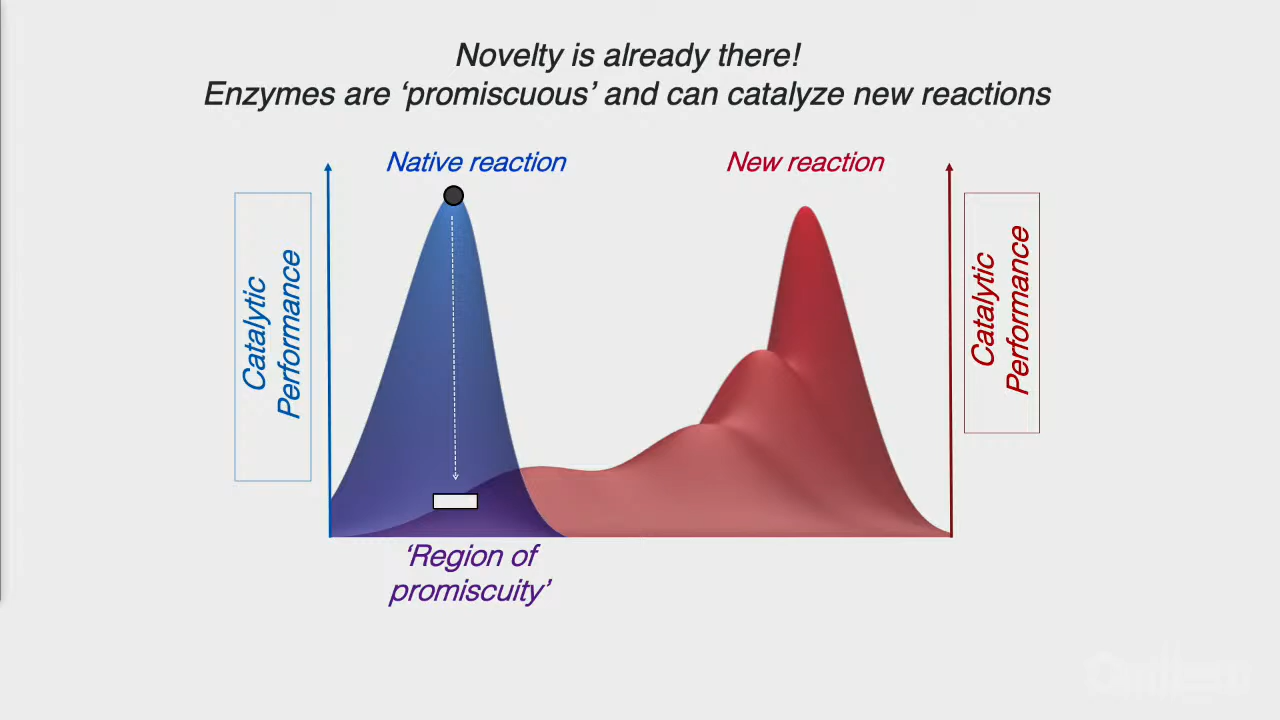 Novelty is already there!
Enzymes are ‘promiscuous’ and can catalyze new reactions
Native reaction
New reaction
Catalytic
Performance
Catalytic
Performance
‘Region of
promiscuity’